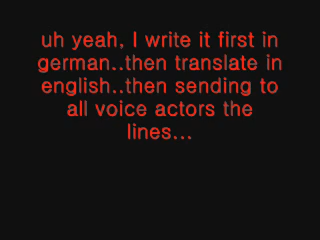 uh yeah, I write it first in
german..then translate in
english..then sending to
all voice actors the
lines...